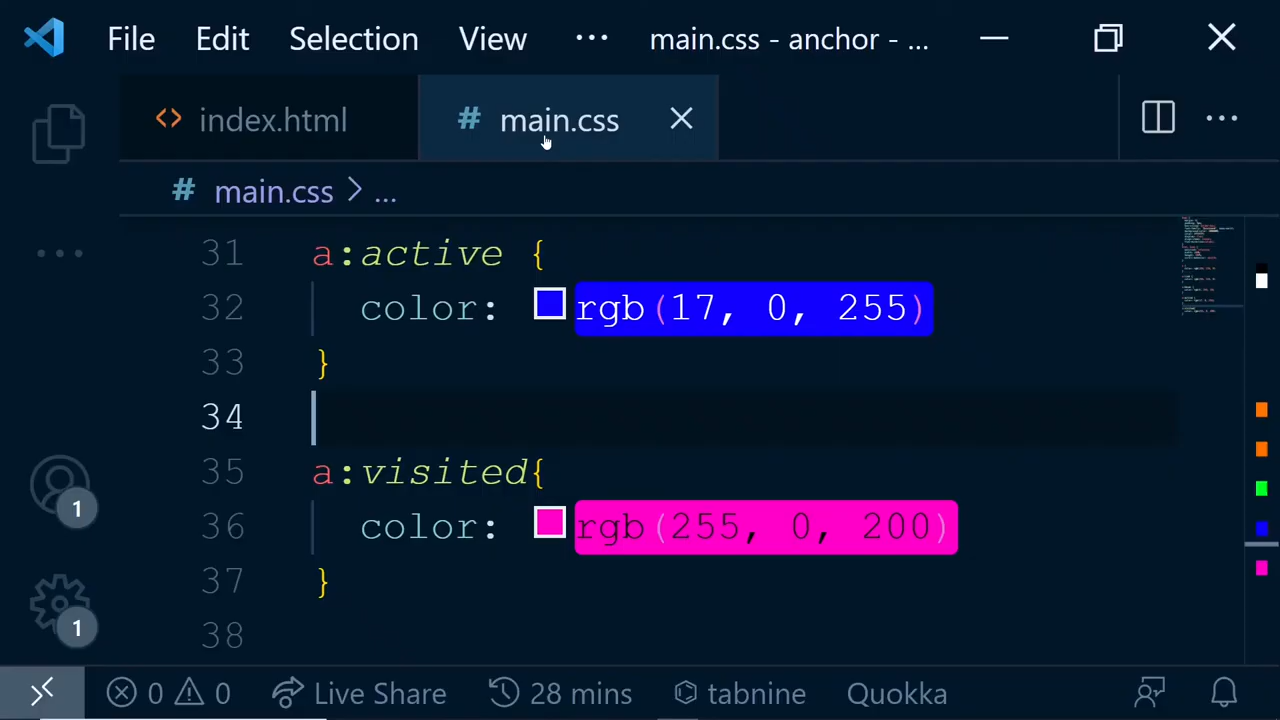 File Edit Selection View ... main.css - anchor - ...
<> index.html # main.css
# main.css > ...
31 a:active {
32 color: rgb(17, 0, 255)
33 }
34
35 a:visited{
36 color: rgb(255, 0, 200)
37 }
38
1
1
0 0 Live Share 28 mins tabnine Quokka